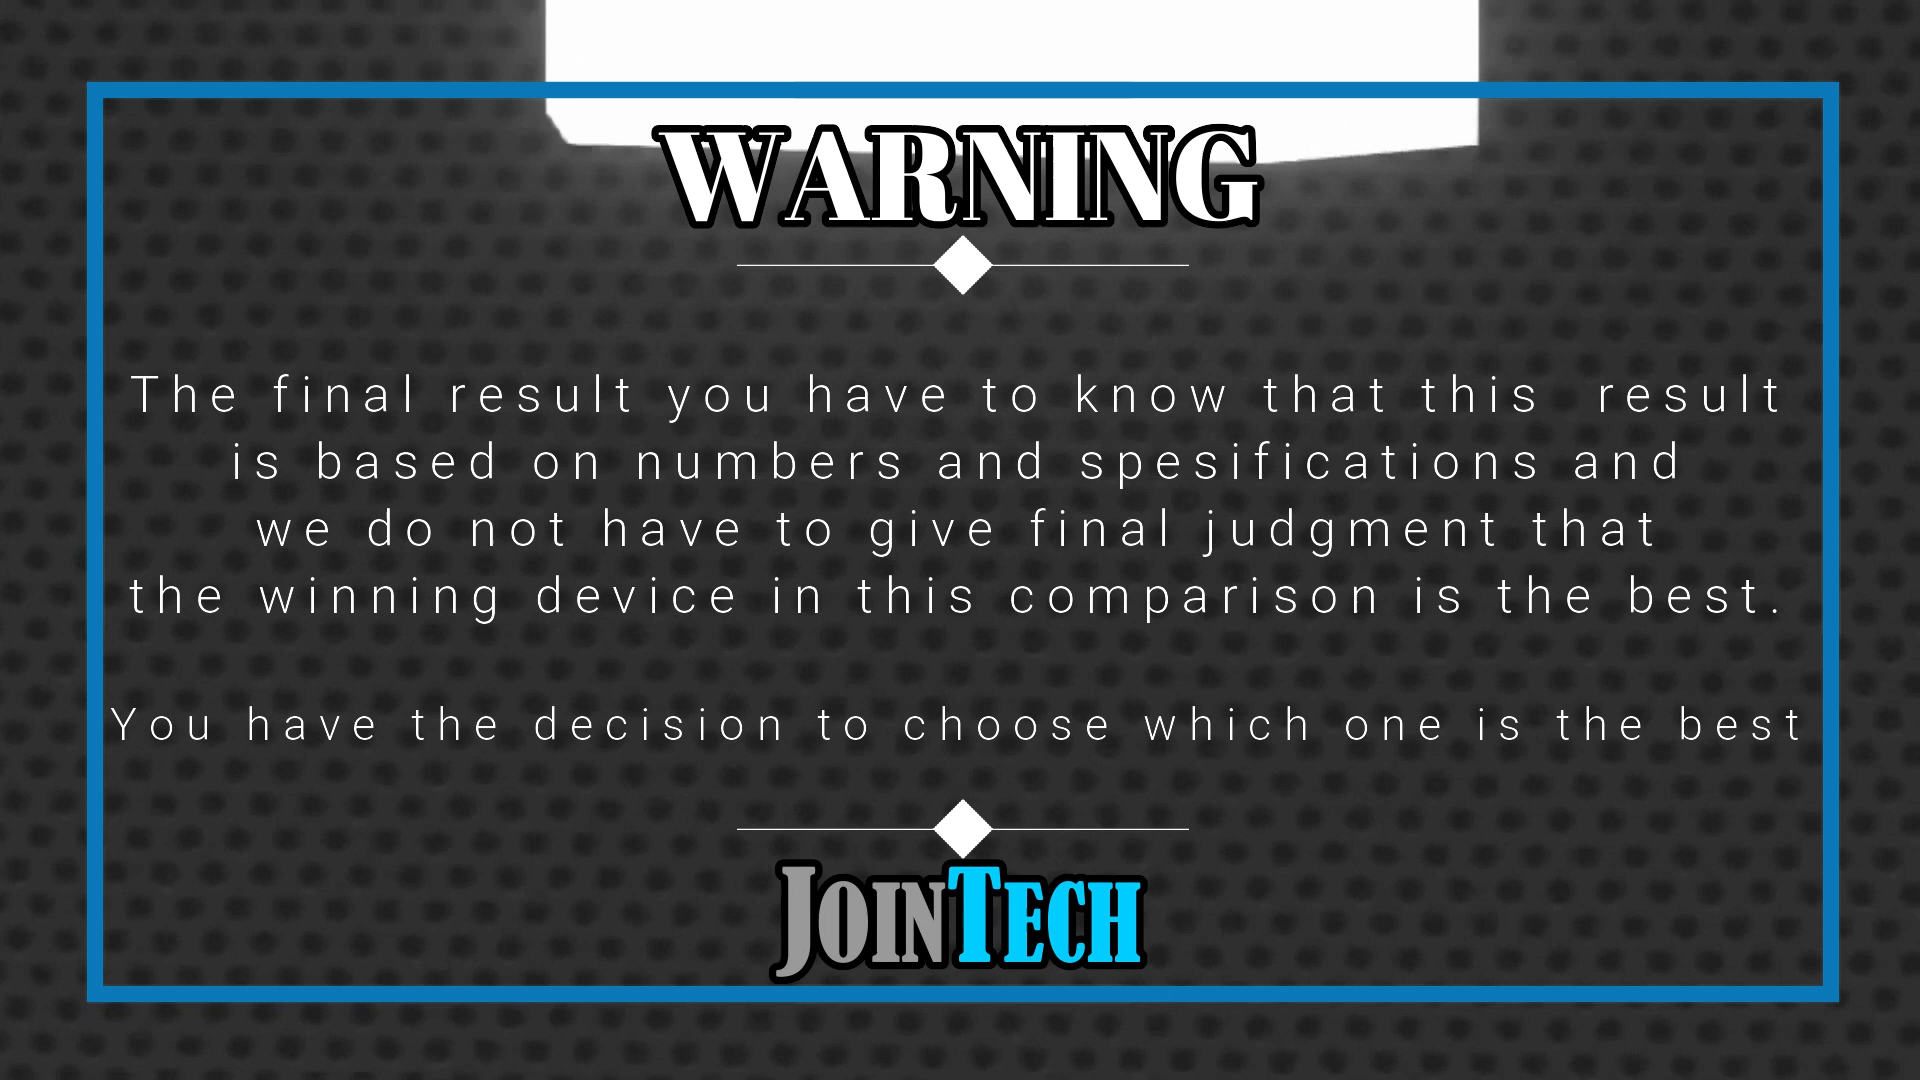 WARNING
The final result you have to know that this result
is based on numbers and spesifications and
we do not have to give final judgment that
the winning device in this comparison is the best.
You have the decision to choose which one is the best
JOINTECH